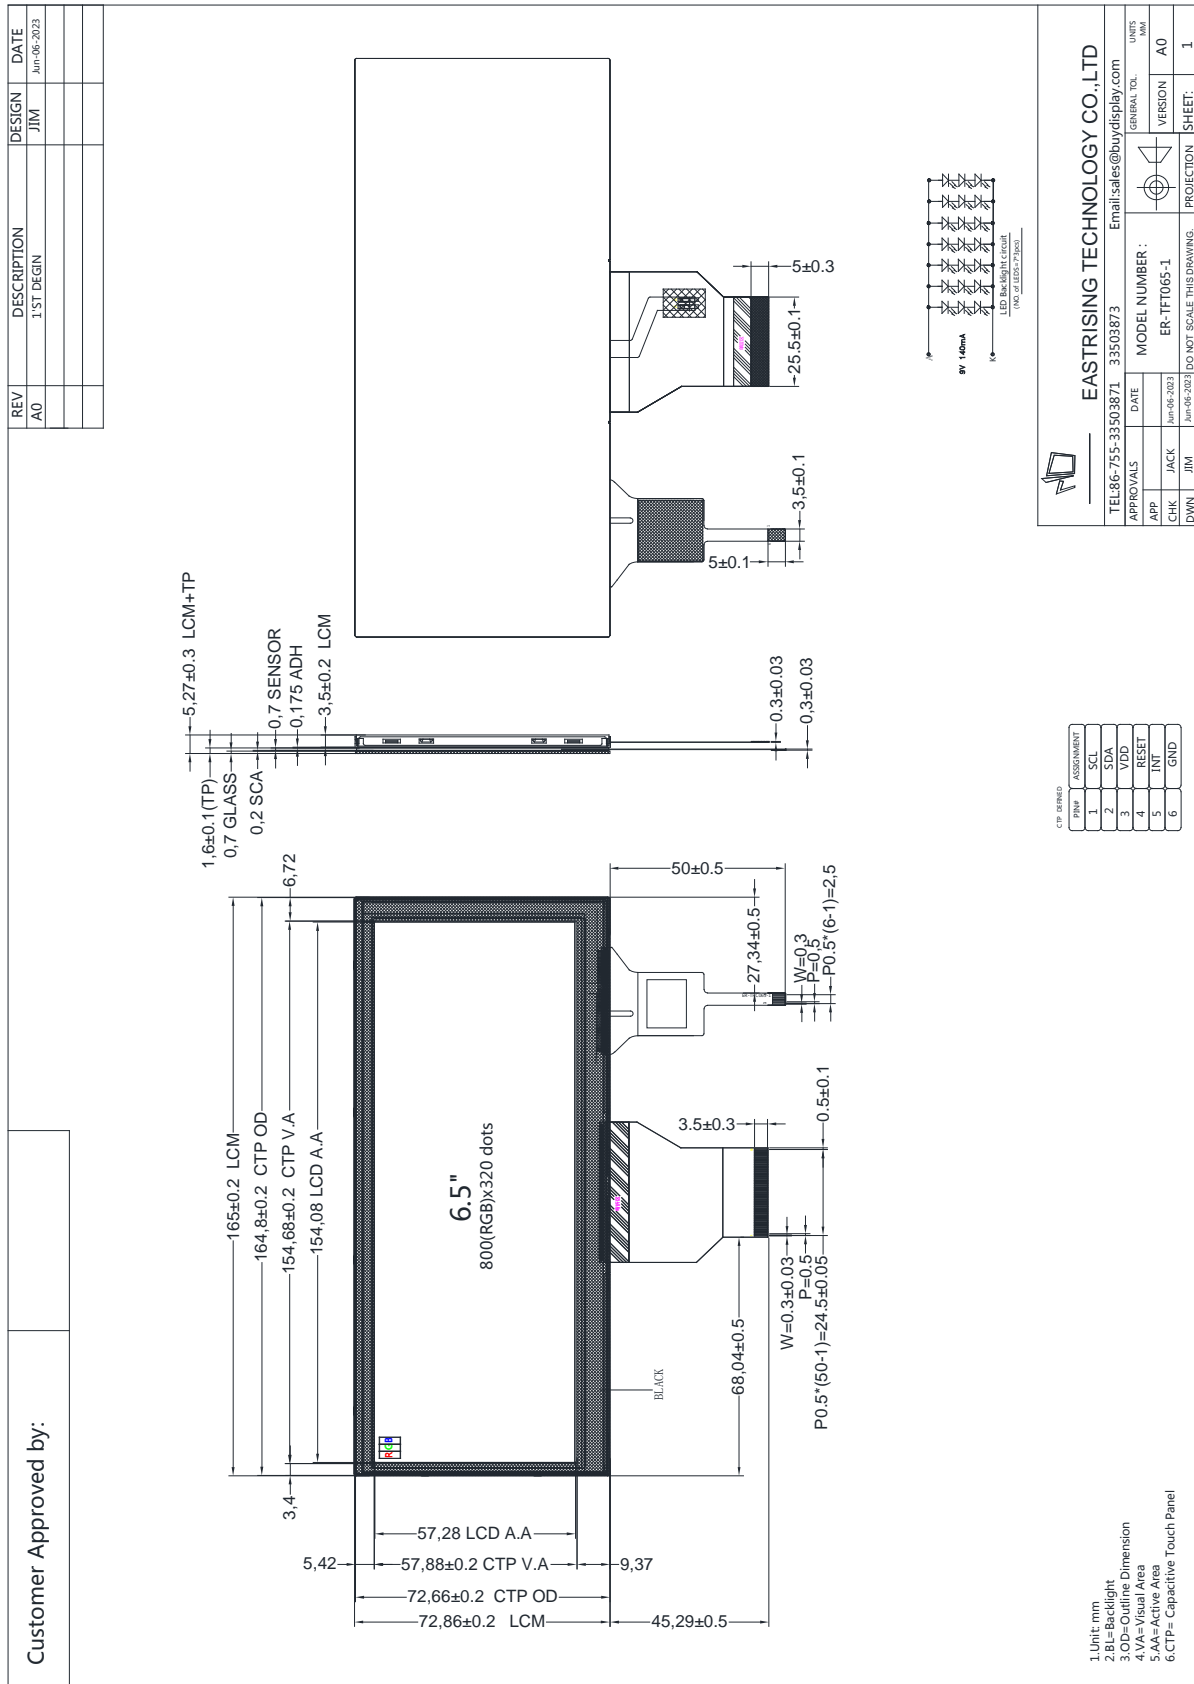 Customer Approved by:
REV DESCRIPTION DESIGN DATE
A0 1'ST DEGIN JIM Jun-06-2023
165±0.2 LCM
164,8±0.2 CTP OD
154,68±0.2 CTP V.A
154,08 LCD A.A
3,4
6,72
6.5"
800(RGB)x320 dots
RGB
57,28 LCD A.A
5,42
57,88±0.2 CTP V.A
9,37
72,66±0.2 CTP OD
72,86±0.2 LCM
45,29±0.5
BLACK
68,04±0.5
3.5±0.3
0.5±0.1
W=0.3±0.03
P=0.5
P0.5*(50-1)=24.5±0.05
50±0.5
27,34±0.5
W=0,3
P=0,5
P0.5*(6-1)=2,5
5,27±0.3 LCM+TP
1,6±0.1(TP)
0,7 GLASS
0,2 SCA
0,7 SENSOR
0,175 ADH
3,5±0.2 LCM
0.3±0.03
0,3±0.03
5±0.1
3,5±0.1
5±0.3
25.5±0.1
A
K
9V 140mA
LED Backlight circuit
(NO. of LEDS=7*3pcs)
1.Unit: mm
2.BL=Backlight
3.OD=Outline Dimension
4.VA=Visual Area
5.AA=Active Area
6.CTP= Capacitive Touch Panel
CTP DEFINED
PIN# ASSIGNMENT
1 SCL
2 SDA
3 VDD
4 RESET
5 INT
6 GND
EASTRISING TECHNOLOGY CO.,LTD
TEL:86-755-33503871 33503873 Email:sales@buydisplay.com
APPROVALS DATE
APP
CHK JACK Jun-06-2023
DWN JIM Jun-06-2023
MODEL NUMBER :
ER-TFT065-1
GENERAL TOL. UNITS
MM
VERSION A0
DO NOT SCALE THIS DRAWING. PROJECTION SHEET: 1